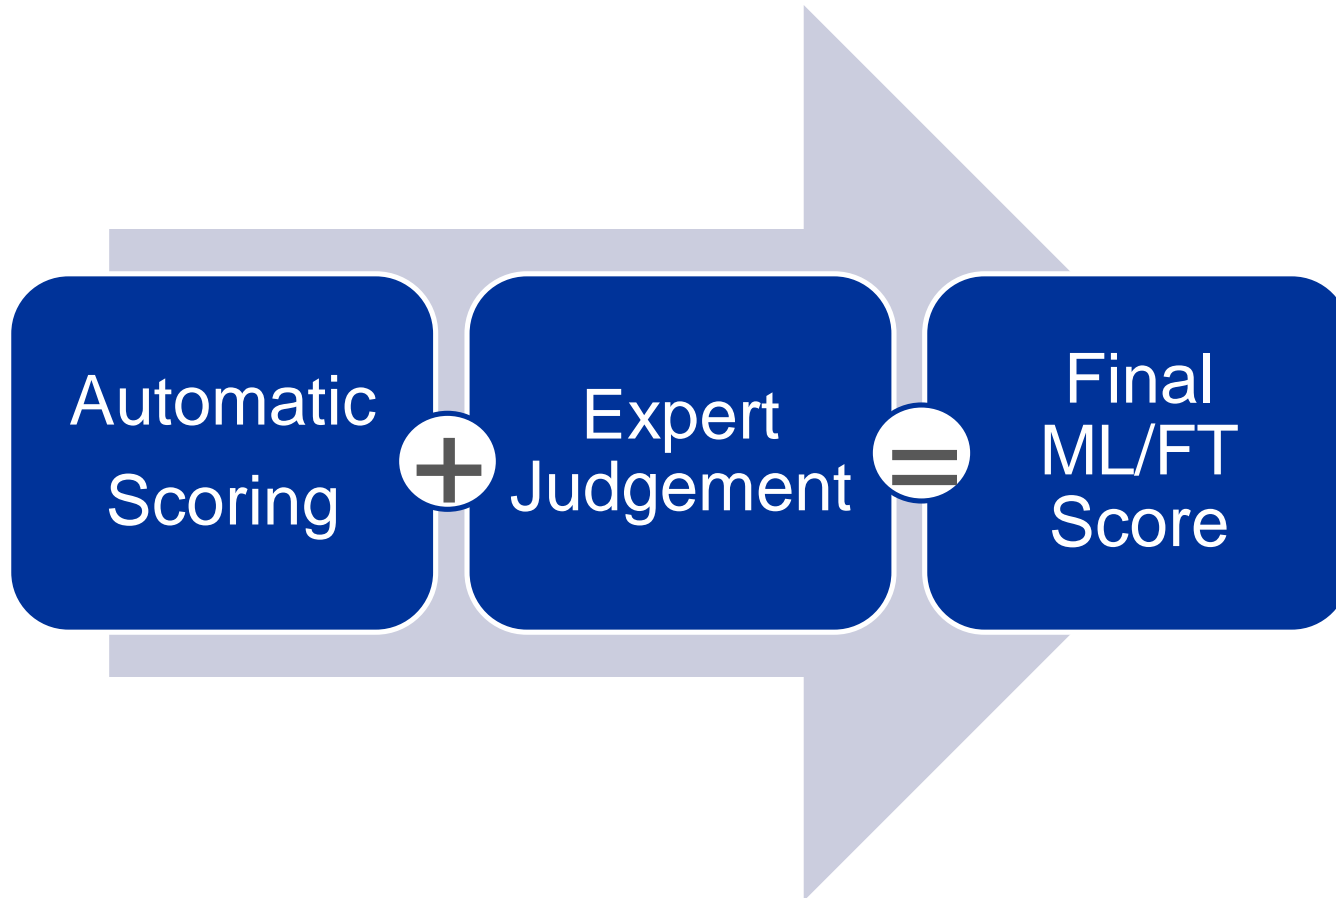 Automatic
Scoring
+
Expert
Judgement
=
Final
ML/FT
Score